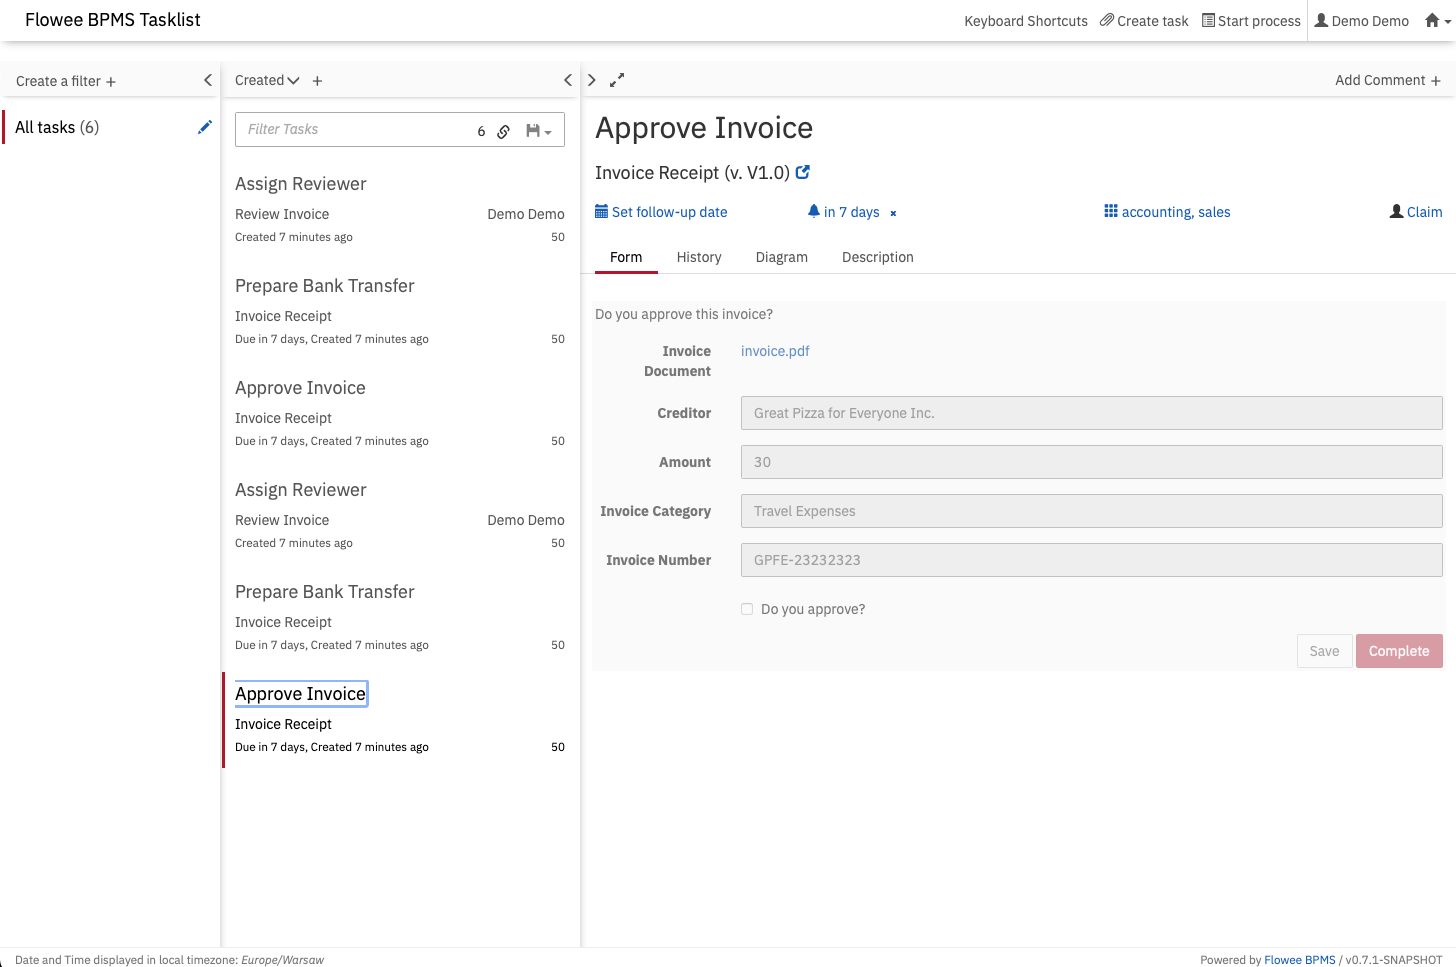 Flowee BPMS Tasklist
Keyboard Shortcuts Create task Start process Demo Demo
Create a filter +
All tasks (6)
Created +
Filter Tasks 6
Assign Reviewer
Review Invoice Demo Demo
Created 7 minutes ago 50
Prepare Bank Transfer
Invoice Receipt
Due in 7 days, Created 7 minutes ago 50
Approve Invoice
Invoice Receipt
Due in 7 days, Created 7 minutes ago 50
Assign Reviewer
Review Invoice Demo Demo
Created 7 minutes ago 50
Prepare Bank Transfer
Invoice Receipt
Due in 7 days, Created 7 minutes ago 50
Approve Invoice
Invoice Receipt
Due in 7 days, Created 7 minutes ago 50
Add Comment +
Approve Invoice
Invoice Receipt (v. V1.0)
Set follow-up date in 7 days × accounting, sales Claim
Form History Diagram Description
Do you approve this invoice?
Invoice Document invoice.pdf
Creditor Great Pizza for Everyone Inc.
Amount 30
Invoice Category Travel Expenses
Invoice Number GPFE-23232323
Do you approve?
Save Complete
Date and Time displayed in local timezone: Europe/Warsaw
Powered by Flowee BPMS / v0.7.1-SNAPSHOT